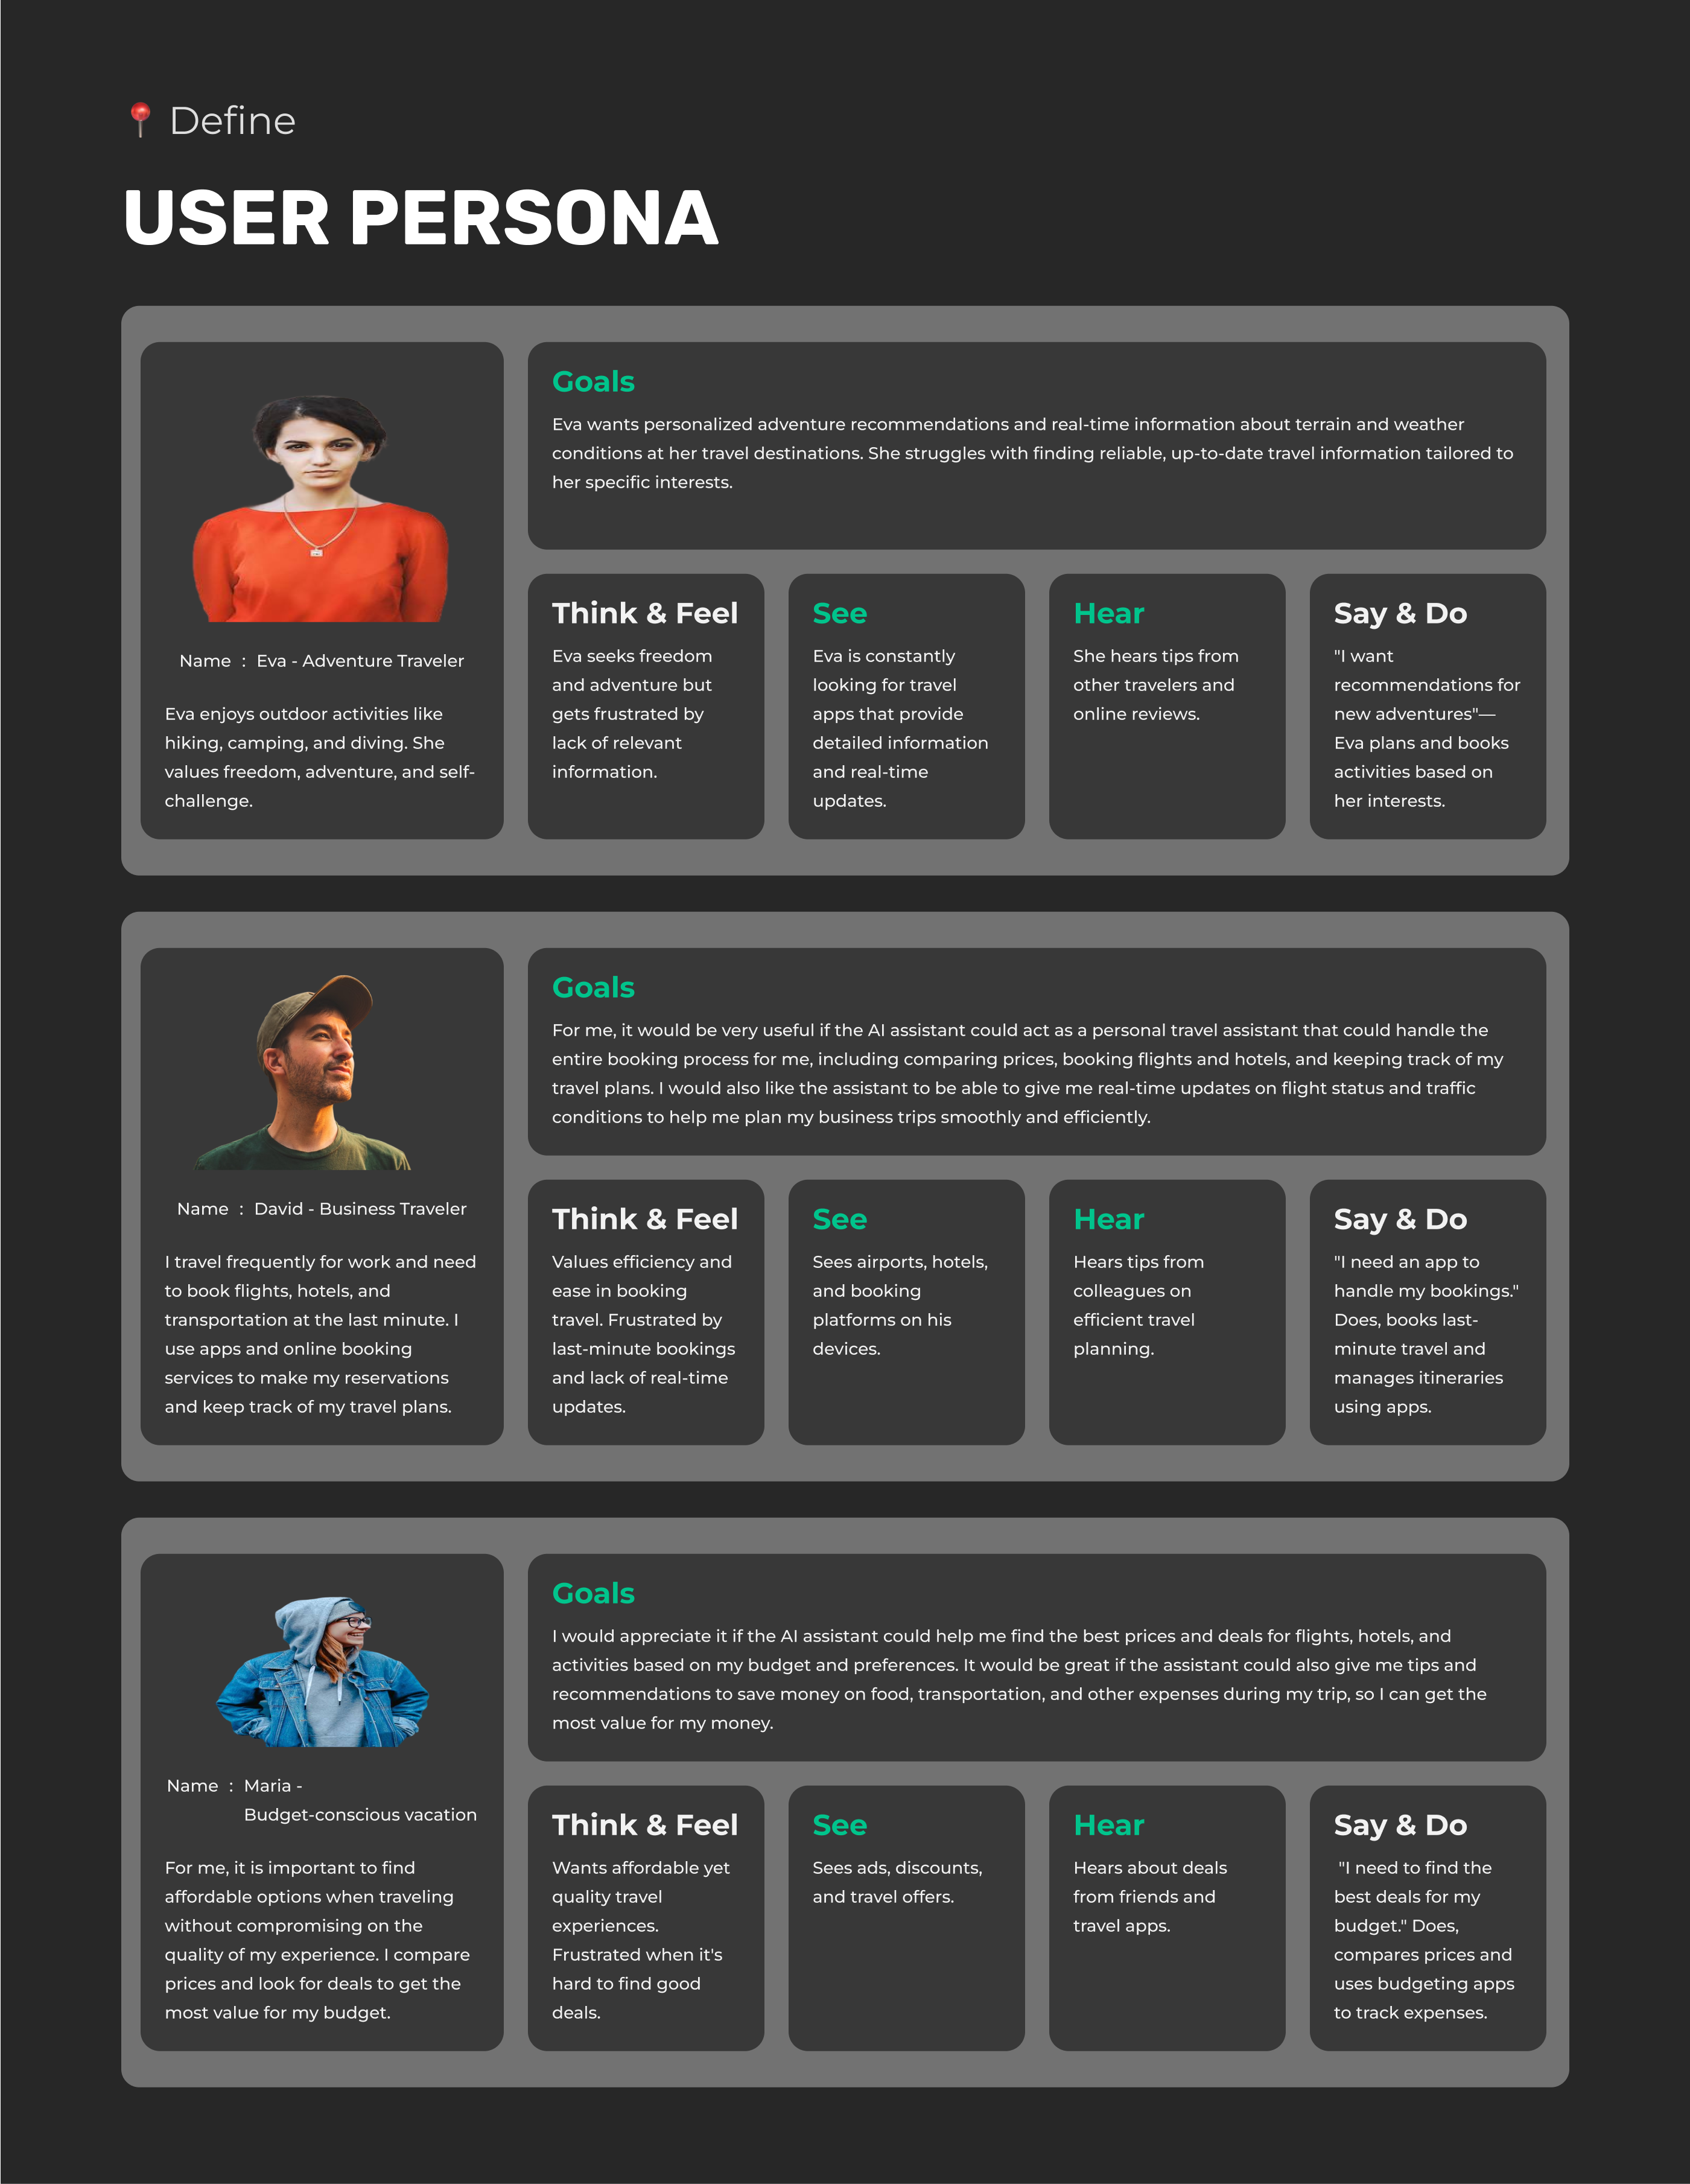 Define
USER PERSONA
Name : Eva - Adventure Traveler
Eva enjoys outdoor activities like
hiking, camping, and diving. She
values freedom, adventure, and self-
challenge.
Goals
Eva wants personalized adventure recommendations and real-time information about terrain and weather
conditions at her travel destinations. She struggles with finding reliable, up-to-date travel information tailored to
her specific interests.
Think & Feel
Eva seeks freedom
and adventure but
gets frustrated by
lack of relevant
information.
See
Eva is constantly
looking for travel
apps that provide
detailed information
and real-time
updates.
Hear
She hears tips from
other travelers and
online reviews.
Say & Do
"I want
recommendations for
new adventures"—
Eva plans and books
activities based on
her interests.
Name : David - Business Traveler
I travel frequently for work and need
to book flights, hotels, and
transportation at the last minute. I
use apps and online booking
services to make my reservations
and keep track of my travel plans.
Goals
For me, it would be very useful if the AI assistant could act as a personal travel assistant that could handle the
entire booking process for me, including comparing prices, booking flights and hotels, and keeping track of my
travel plans. I would also like the assistant to be able to give me real-time updates on flight status and traffic
conditions to help me plan my business trips smoothly and efficiently.
Think & Feel
Values efficiency and
ease in booking
travel. Frustrated by
last-minute bookings
and lack of real-time
updates.
See
Sees airports, hotels,
and booking
platforms on his
devices.
Hear
Hears tips from
colleagues on
efficient travel
planning.
Say & Do
"I need an app to
handle my bookings."
Does, books last-
minute travel and
manages itineraries
using apps.
Name : Maria -
Budget-conscious vacation
For me, it is important to find
affordable options when traveling
without compromising on the
quality of my experience. I compare
prices and look for deals to get the
most value for my budget.
Goals
I would appreciate it if the AI assistant could help me find the best prices and deals for flights, hotels, and
activities based on my budget and preferences. It would be great if the assistant could also give me tips and
recommendations to save money on food, transportation, and other expenses during my trip, so I can get the
most value for my money.
Think & Feel
Wants affordable yet
quality travel
experiences.
Frustrated when it's
hard to find good
deals.
See
Sees ads, discounts,
and travel offers.
Hear
Hears about deals
from friends and
travel apps.
Say & Do
"I need to find the
best deals for my
budget." Does,
compares prices and
uses budgeting apps
to track expenses.